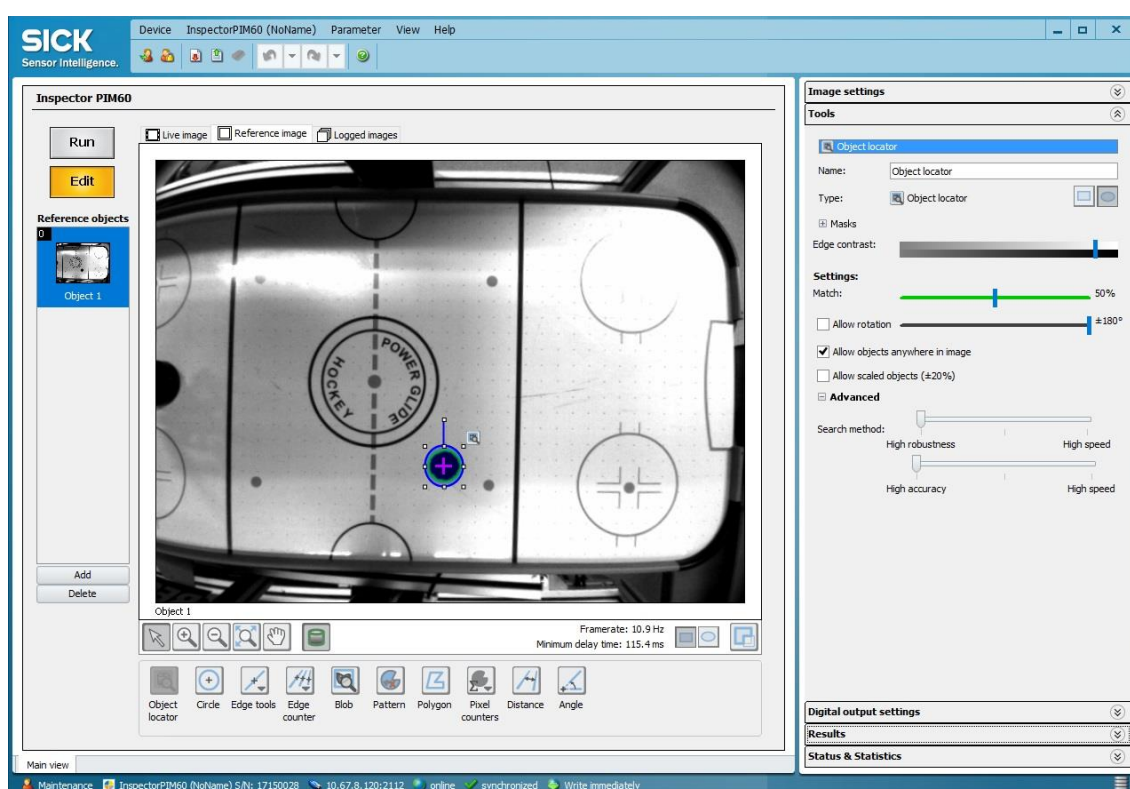 SICK
Sensor Intelligence.
Device InspectorPIM60 (NoName) Parameter View Help
Inspector PIM60
Run
Edit
Reference objects
0
Object 1
Add
Delete
Live image Reference image Logged images
POWER GLIDE
HOCKEY
Object 1
Framerate: 10.9 Hz
Minimum delay time: 115.4 ms
Object locator
Circle
Edge tools
Edge counter
Blob
Pattern
Polygon
Pixel counters
Distance
Angle
Main view
Image settings
Tools
Object locator
Name: Object locator
Type: Object locator
Masks
Edge contrast:
Settings:
Match: 50%
Allow rotation ±180°
Allow objects anywhere in image
Allow scaled objects (±20%)
Advanced
Search method:
High robustness High speed
High accuracy High speed
Digital output settings
Results
Status & Statistics
Maintenance InspectorPIM60 (NoName) S/N: 17150028 10.67.8.120:2112 online synchronized Write immediately